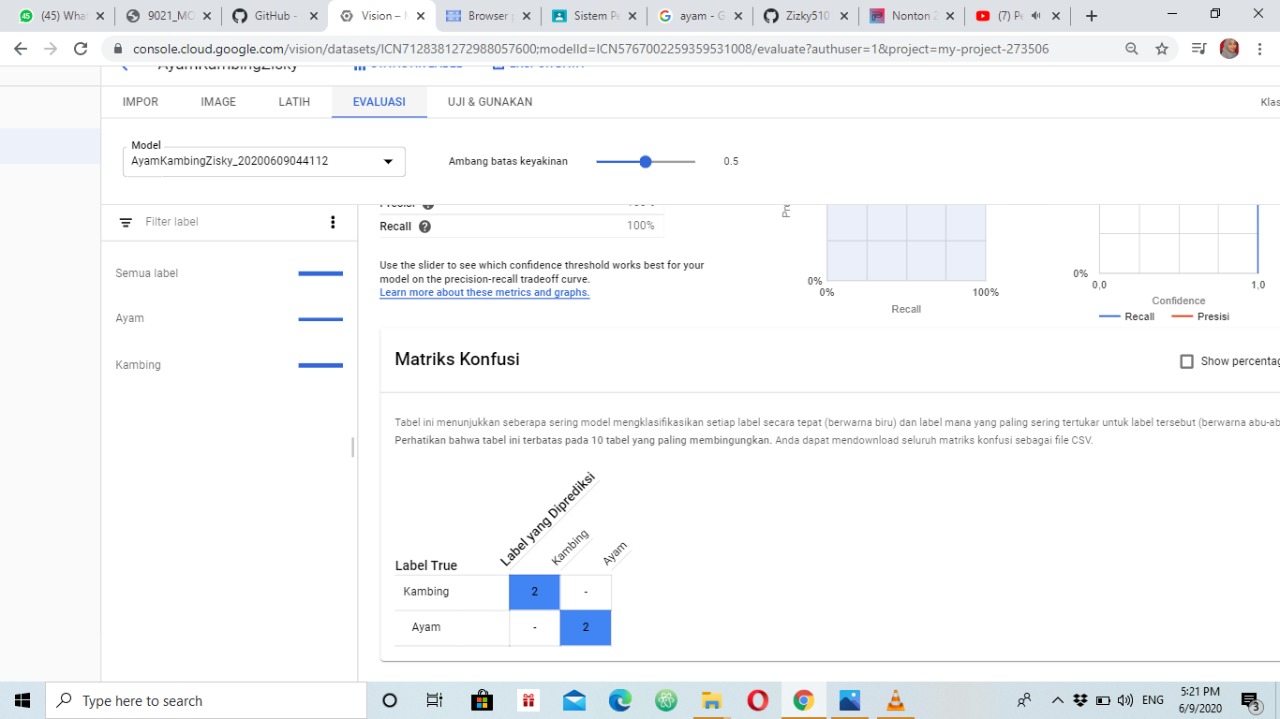 (45) What
9021_MC
GitHub -
Vision - N
Browser
Sistem Pe
ayam - G
Zizky510
Nonton Z
(7) Pe
console.cloud.google.com/vision/datasets/ICN7128381272988057600;modelId=ICN5767002259359531008/evaluate?authuser=1&project=my-project-273506
AyamKambingZisky
IMPOR IMAGE LATIH EVALUASI UJI & GUNAKAN Klas
Model
AyamKambingZisky_20200609044112
Ambang batas keyakinan 0.5
Filter label
Semua label
Ayam
Kambing
Presisi 100%
Recall 100%
Use the slider to see which confidence threshold works best for your
model on the precision-recall tradeoff curve.
Learn more about these metrics and graphs.
0%
0% 100%
Recall
0%
0,0 1,0
Confidence
Recall Presisi
Matriks Konfusi
Show percentag
Tabel ini menunjukkan seberapa sering model mengklasifikasikan setiap label secara tepat (berwarna biru) dan label mana yang paling sering tertukar untuk label tersebut (berwarna abu-ab
Perhatikan bahwa tabel ini terbatas pada 10 tabel yang paling membingungkan. Anda dapat mendownload seluruh matriks konfusi sebagai file CSV.
Label yang Diprediksi
Kambing
Ayam
Label True
Kambing 2 -
Ayam - 2
Type here to search
ENG
5:21 PM
6/9/2020
3